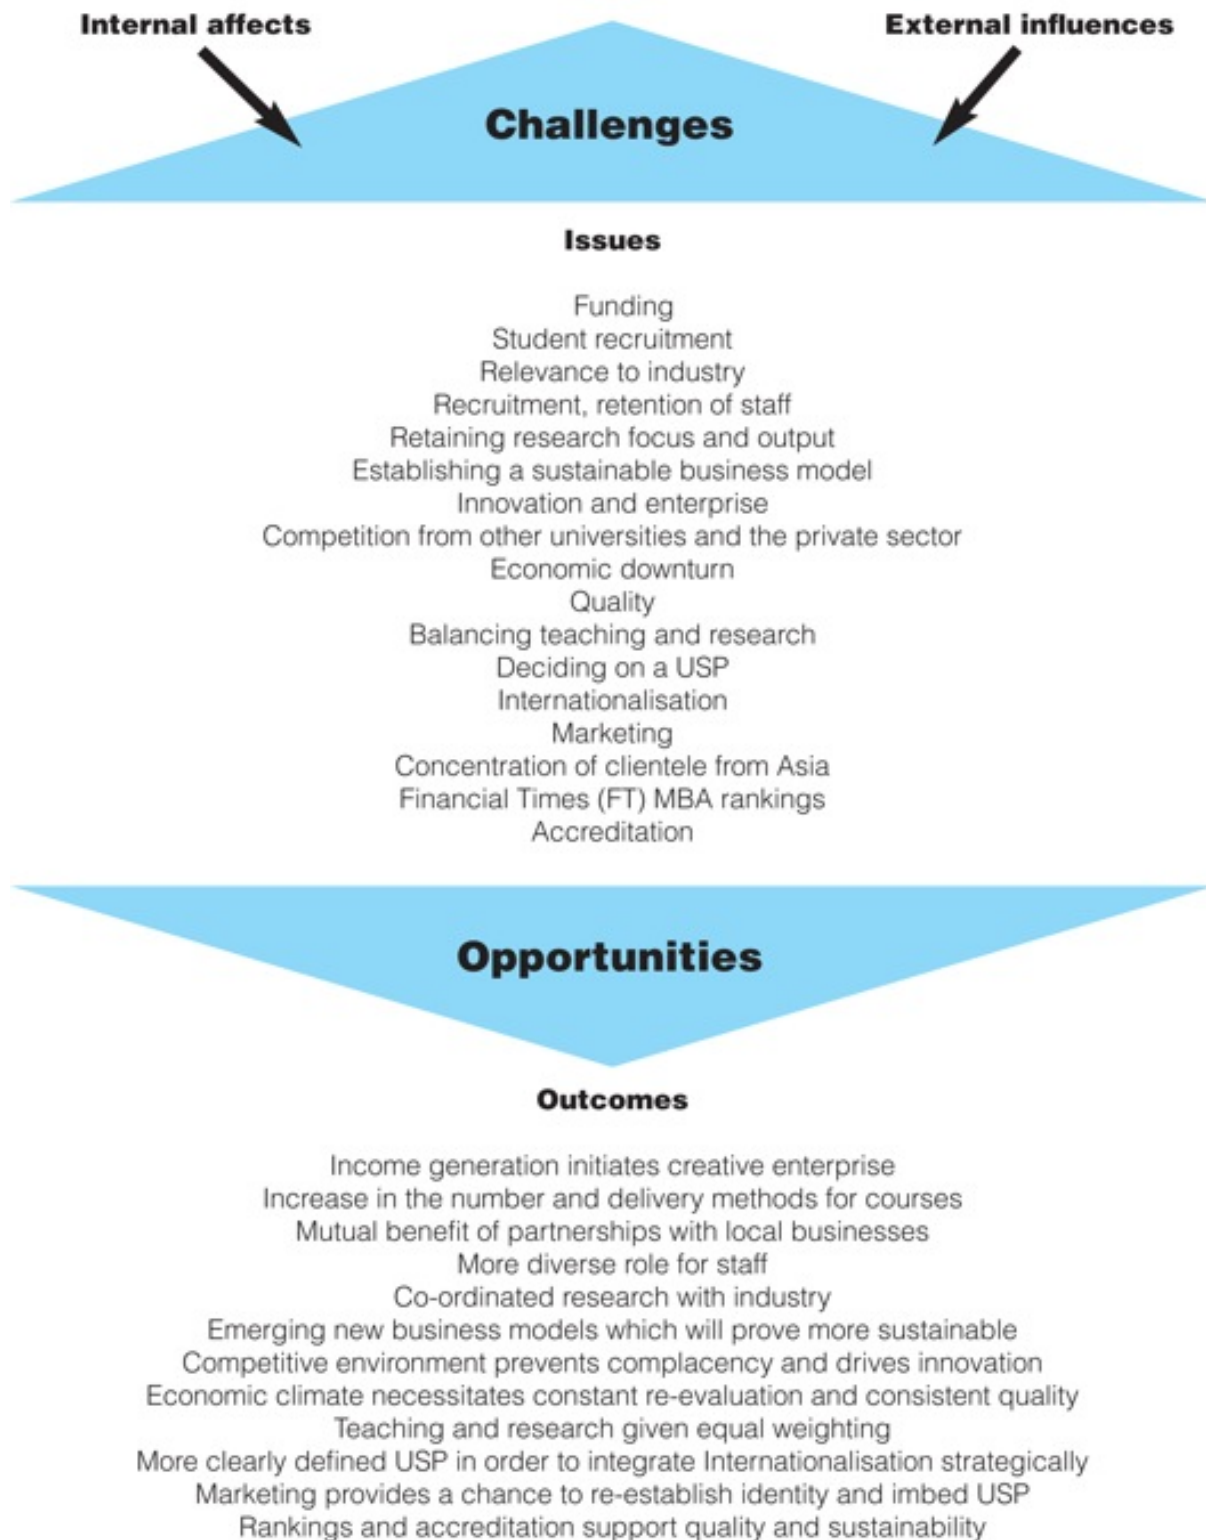 Internal affects
External influences
Challenges
Issues
Funding
Student recruitment
Relevance to industry
Recruitment, retention of staff
Retaining research focus and output
Establishing a sustainable business model
Innovation and enterprise
Competition from other universities and the private sector
Economic downturn
Quality
Balancing teaching and research
Deciding on a USP
Internationalisation
Marketing
Concentration of clientele from Asia
Financial Times (FT) MBA rankings
Accreditation
Opportunities
Outcomes
Income generation initiates creative enterprise
Increase in the number and delivery methods for courses
Mutual benefit of partnerships with local businesses
More diverse role for staff
Co-ordinated research with industry
Emerging new business models which will prove more sustainable
Competitive environment prevents complacency and drives innovation
Economic climate necessitates constant re-evaluation and consistent quality
Teaching and research given equal weighting
More clearly defined USP in order to integrate Internationalisation strategically
Marketing provides a chance to re-establish identity and imbed USP
Rankings and accreditation support quality and sustainability